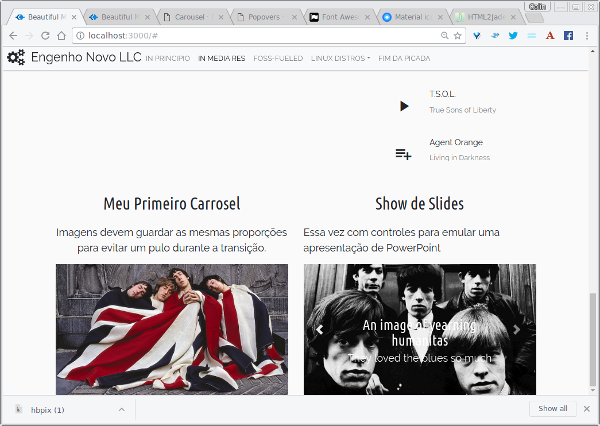 Beautiful M
Beautiful M
Carousel
Popovers
Font Awes
Material ic
HTML2Jade
localhost:3000/#
Engenho Novo LLC
IN PRINCIPIO
IN MEDIA RES
FOSS-FUELED
LINUX DISTROS
FIM DA PICADA
T.S.O.L.
True Sons of Liberty
Agent Orange
Living in Darkness
Meu Primeiro Carrosel
Show de Slides
Imagens devem guardar as mesmas proporções
para evitar um pulo durante a transição.
Essa vez com controles para emular uma
apresentação de PowerPoint
An image of yearning
humanitas
They loved the blues so much
hbpix (1)
Show all